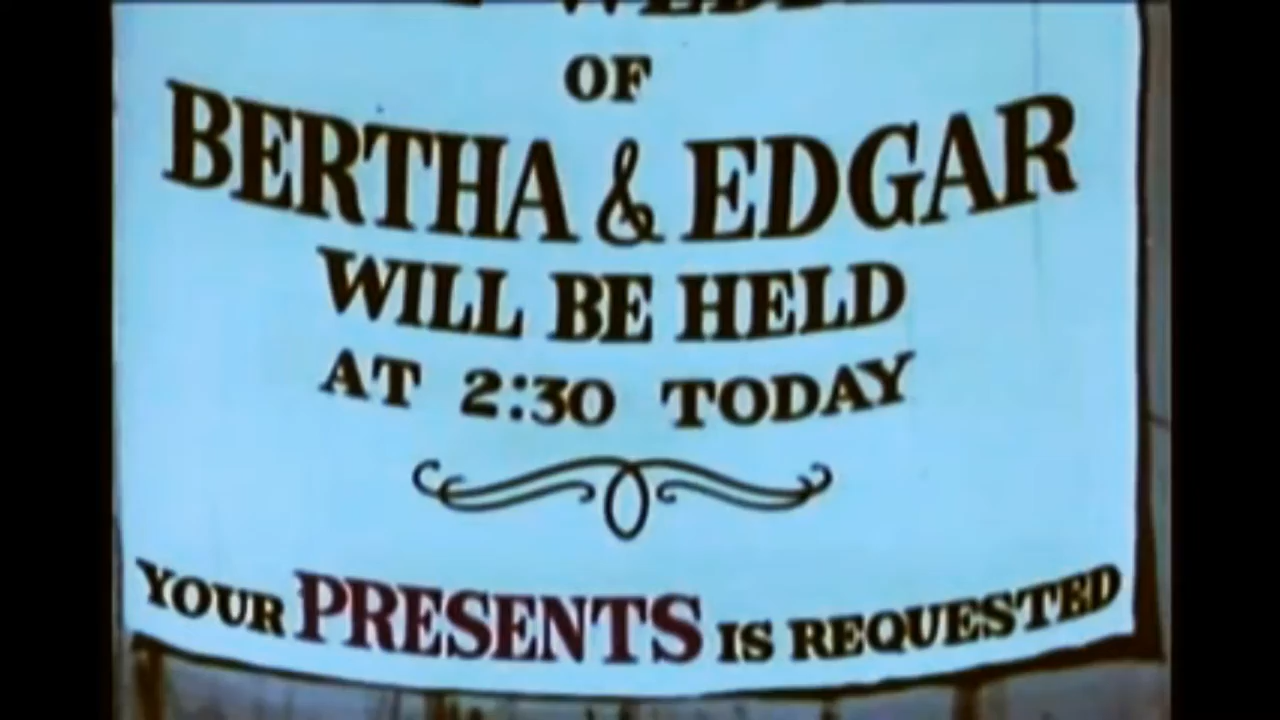 OF
BERTHA & EDGAR
WILL BE HELD
AT 2:30 TODAY
YOUR PRESENTS IS REQUESTED